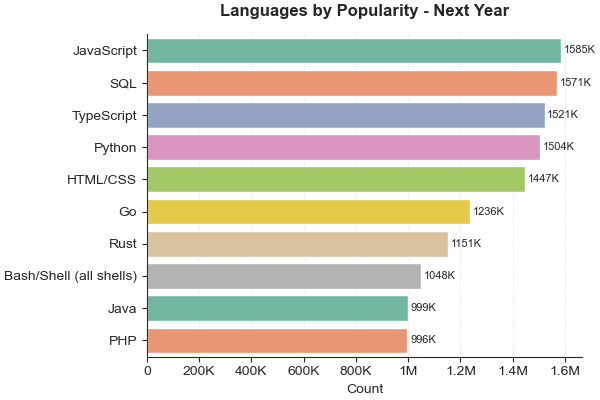 Languages by Popularity - Next Year
JavaScript 1585K
SQL 1571K
TypeScript 1521K
Python 1504K
HTML/CSS 1447K
Go 1236K
Rust 1151K
Bash/Shell (all shells) 1048K
Java 999K
PHP 996K
0 200K 400K 600K 800K 1M 1.2M 1.4M 1.6M
Count